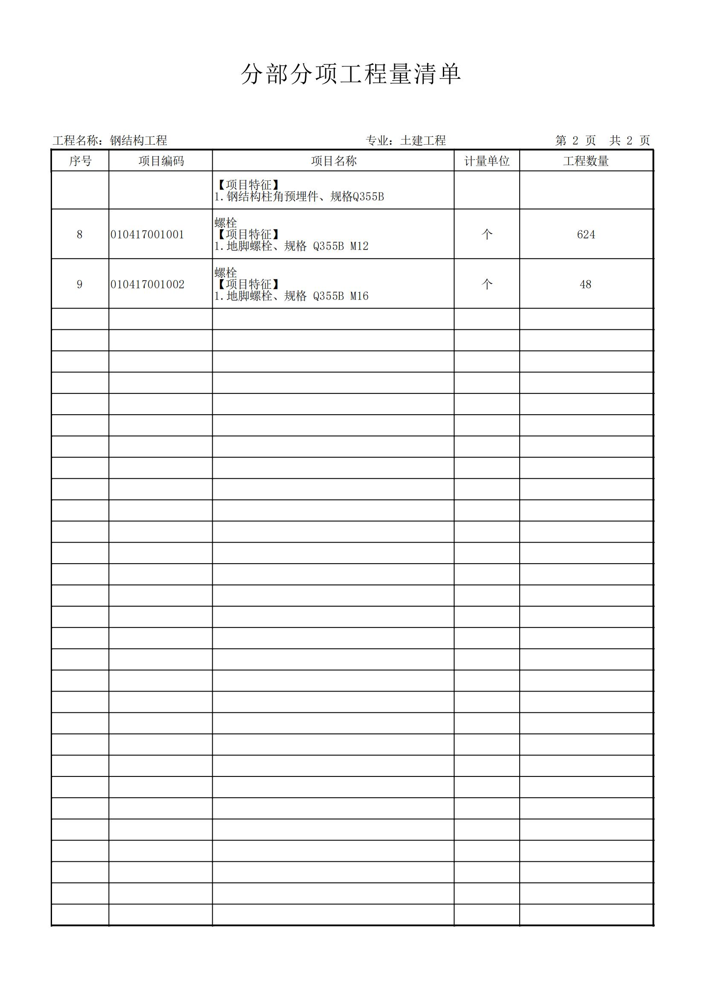 分部分项工程量清单
工程名称：钢结构工程 专业：土建工程 第 2 页 共 2 页
序号 项目编码 项目名称 计量单位 工程数量
【项目特征】
1.钢结构柱角预埋件、规格Q355B
螺栓
8 010417001001 【项目特征】 个 624
1.地脚螺栓、规格 Q355B M12
螺栓
9 010417001002 【项目特征】 个 48
1.地脚螺栓、规格 Q355B M16